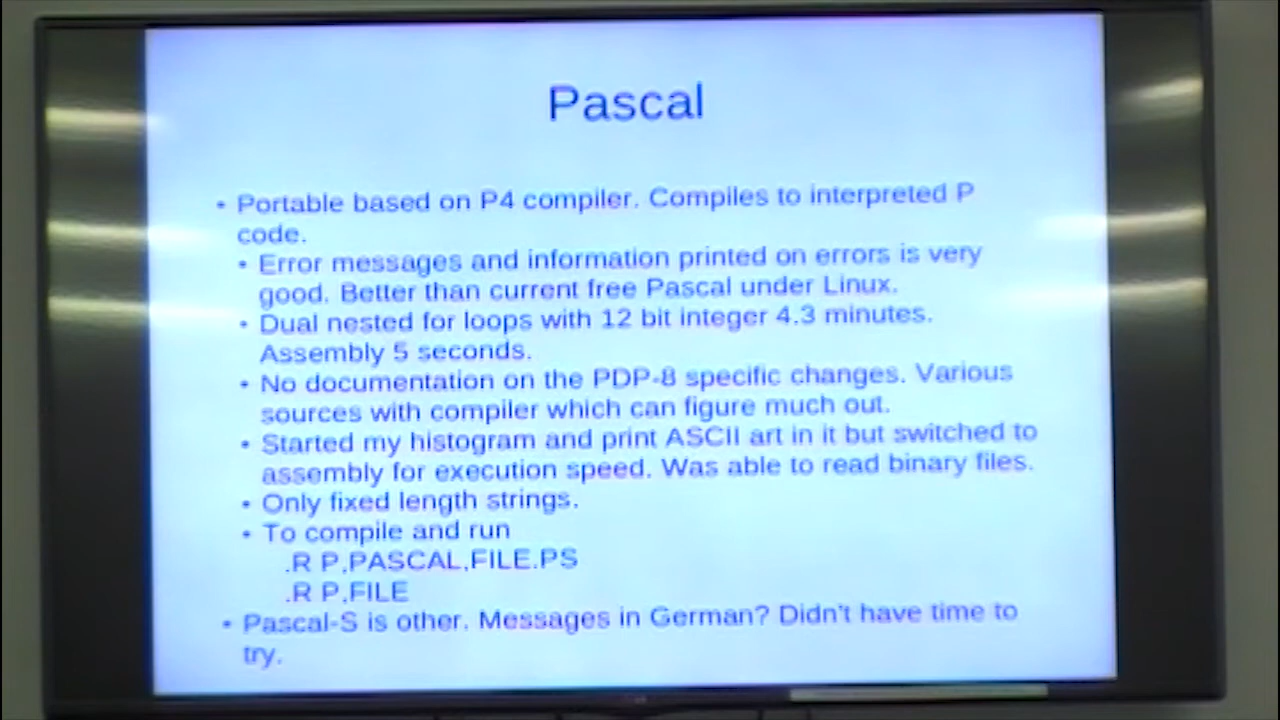 Pascal
• Portable based on P4 compiler. Compiles to interpreted P
code.
• Error messages and information printed on errors is very
good. Better than current free Pascal under Linux.
• Dual nested for loops with 12 bit integer 4.3 minutes.
Assembly 5 seconds.
• No documentation on the PDP-8 specific changes. Various
sources with compiler which can figure much out.
• Started my histogram and print ASCII art in it but switched to
assembly for execution speed. Was able to read binary files.
• Only fixed length strings.
• To compile and run
.R P,PASCAL,FILE.PS
.R P,FILE
• Pascal-S is other. Messages in German? Didn't have time to
try.